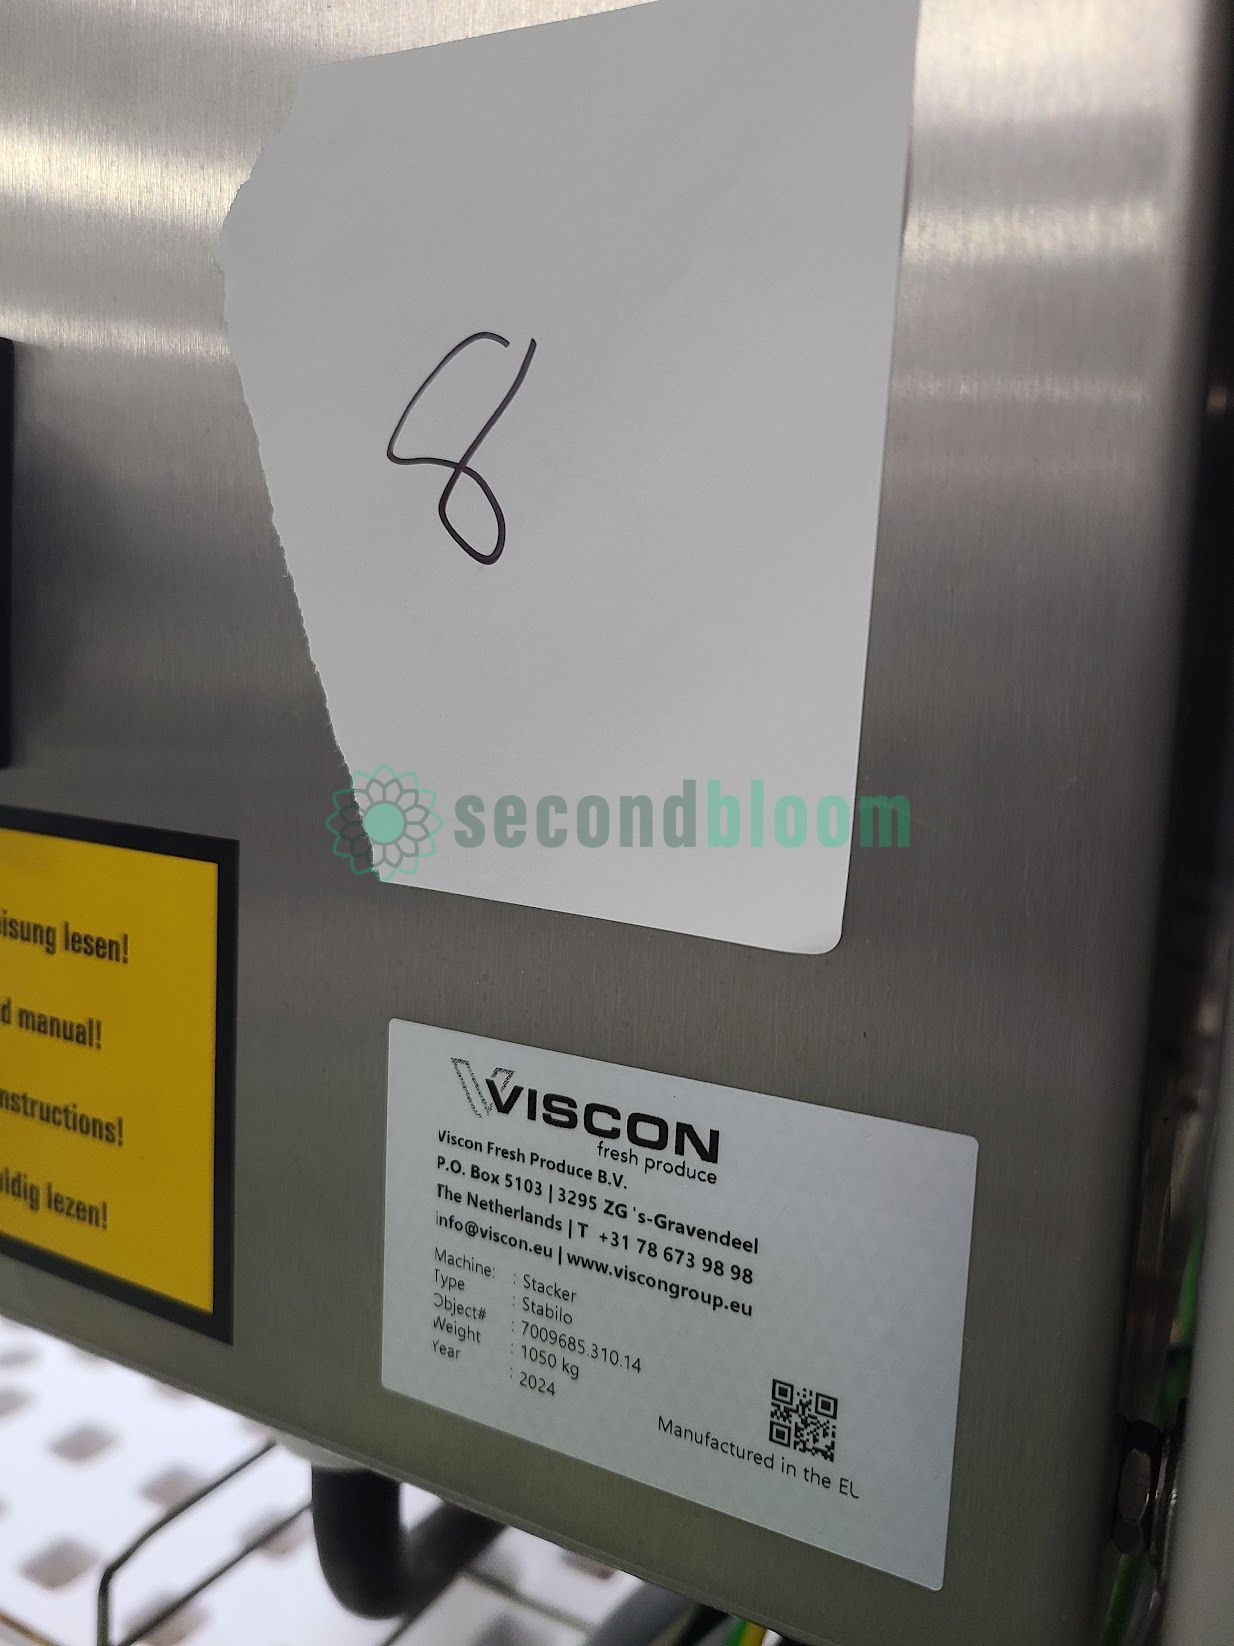 8
secondbloom
isung lesen!
d manual!
nstructions!
ldig lezen!
VISCON
fresh produce
Viscon Fresh Produce B.V.
P.O. Box 5103 | 3295 ZG 's-Gravendeel
The Netherlands | T +31 78 673 98 98
info@viscon.eu | www.viscongroup.eu
Machine: : Stacker
Type : Stabilo
Object# : 7009685.310.14
Weight : 1050 kg
Year : 2024
Manufactured in the EU